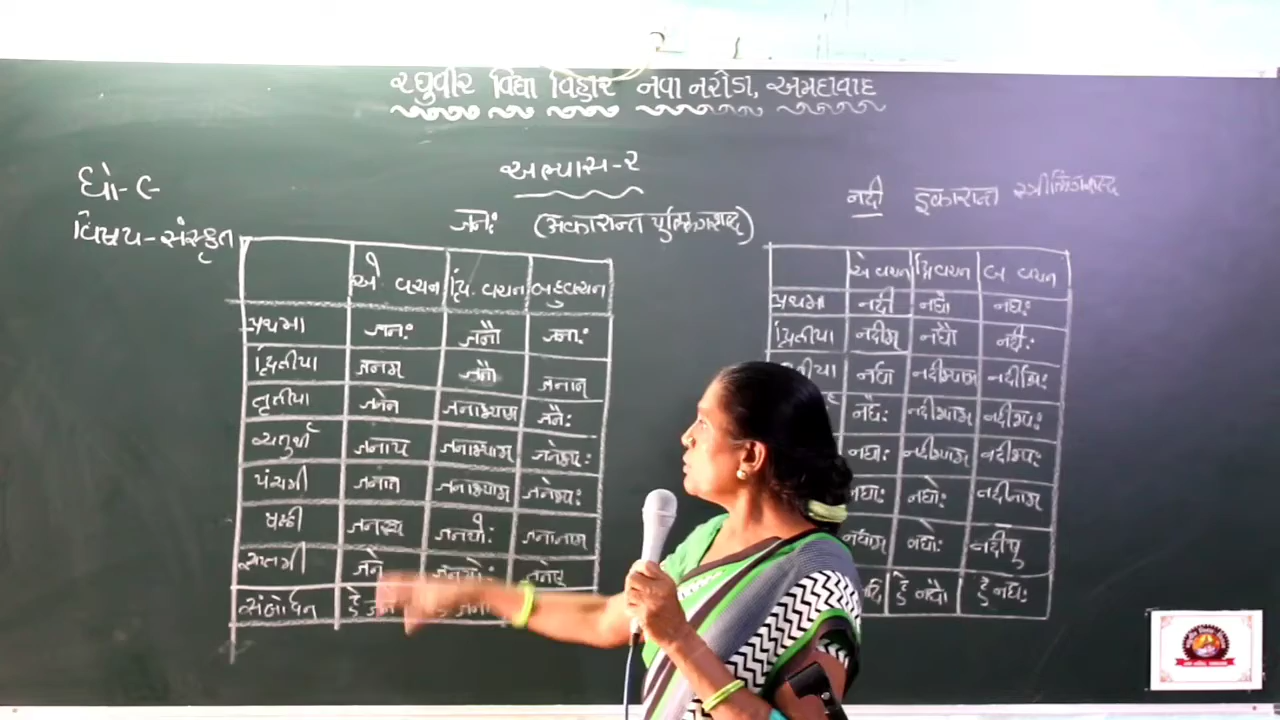 રઘુવીર વિદ્યા વિહાર નવા નરોડા, અમદાવાદ
અભ્યાસ-૨
ધો-૯
વિષય-સંસ્કૃત
जनः (अकारान्त पुल्लिंगशब्द)
એ. વચન દ્વિ. વચન બહુવચન
પ્રથમા जनः जनौ जनाः
દ્વિતીયા जनम् जनौ जनान्
તૃતીયા जनेन जनाभ्याम् जनैः
ચતુર્થી जनाय जनाभ्याम् जनेभ्यः
પંચમી जनात् जनाभ्याम् जनेभ्यः
ષષ્ઠી जनस्य जनयोः जनानाम्
સપ્તમી जने जनयोः
સંબોધન
नदी इकारान्त स्त्रीलिंगशब्द
એ વચન દ્વિવચન બ વચન
પ્રથમા नदी नद्यौ नद्यः
દ્વિતીયા नदीम् नद्यौ नदीः
नद्या नदीभ्याम् नदीभिः
नद्यैः नदीभ्याम् नदीभ्यः
नद्याः नदीभ्याम् नदीभ्यः
नद्याः नद्योः नदीनाम्
नद्याम् नद्योः नदीषु
हे नद्यौ हे नद्यः